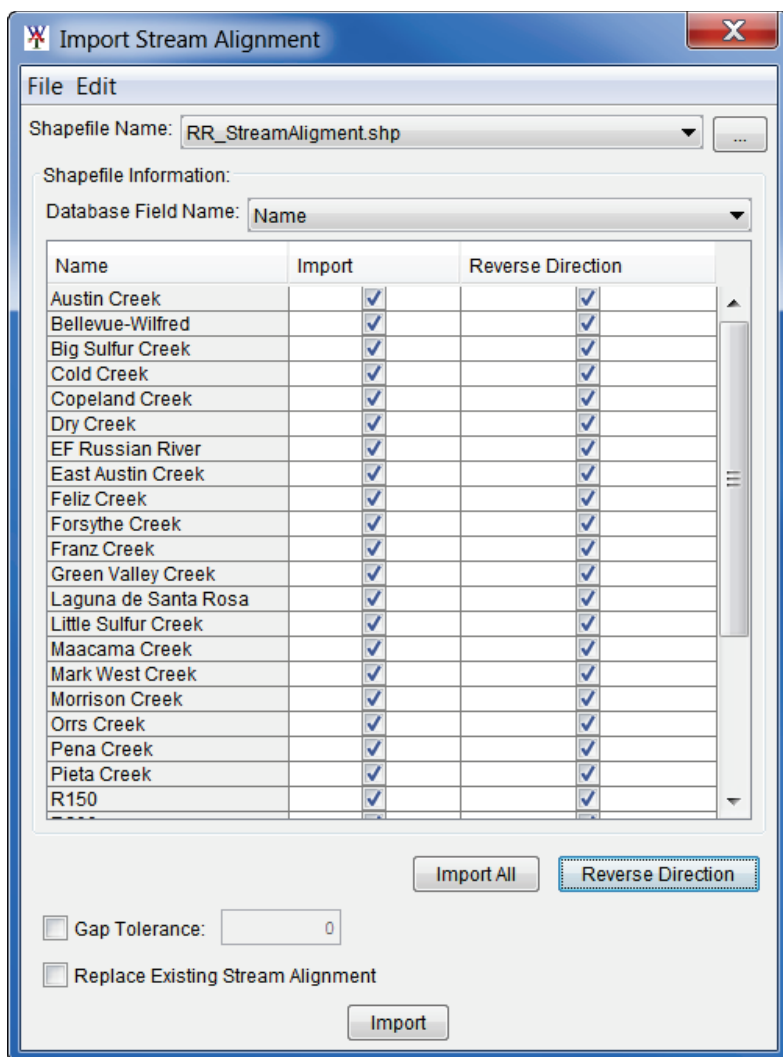 Import Stream Alignment
File Edit
Shapefile Name: RR_StreamAligment.shp ...
Shapefile Information:
Database Field Name: Name
Name Import Reverse Direction
Austin Creek
Bellevue-Wilfred
Big Sulfur Creek
Cold Creek
Copeland Creek
Dry Creek
EF Russian River
East Austin Creek
Feliz Creek
Forsythe Creek
Franz Creek
Green Valley Creek
Laguna de Santa Rosa
Little Sulfur Creek
Maacama Creek
Mark West Creek
Morrison Creek
Orrs Creek
Pena Creek
Pieta Creek
R150
Import All Reverse Direction
Gap Tolerance: 0
Replace Existing Stream Alignment
Import